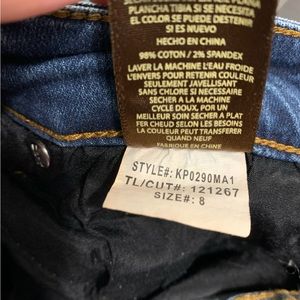 PLANCHA TIBIA SI SE NECESITA
EL COLOR SE PUEDE DESTENIR
SI ES NUEVO
HECHO EN CHINA
98% COTTON / 2% SPANDEX
LAVER LA MACHINE L'EAU FROIDE
L'ENVERS POUR RETENIR COULEUR
SEULEMENT JAVELLISANT
SANS CHLORE SI NECESSAIRE
SECHER A LA MACHINE
CYCLE DOUX, POR UN
MEILLEUR SOIN SECHER A PLAT
FER CHEUD SELON LES BESOINS
LA COULEUR PEUT TRANSFERER
QUAND NEUF
FABRIQUE EN CHINE
STYLE#: KP0290MA1
TL/CUT#: 121267
SIZE#: 8